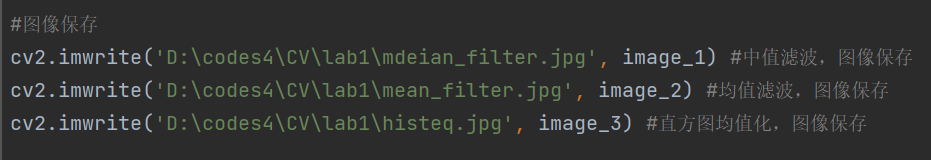 #图像保存
cv2.imwrite('D:\codes4\CV\lab1\mdeian_filter.jpg', image_1) #中值滤波，图像保存
cv2.imwrite('D:\codes4\CV\lab1\mean_filter.jpg', image_2) #均值滤波，图像保存
cv2.imwrite('D:\codes4\CV\lab1\histeq.jpg', image_3) #直方图均值化，图像保存